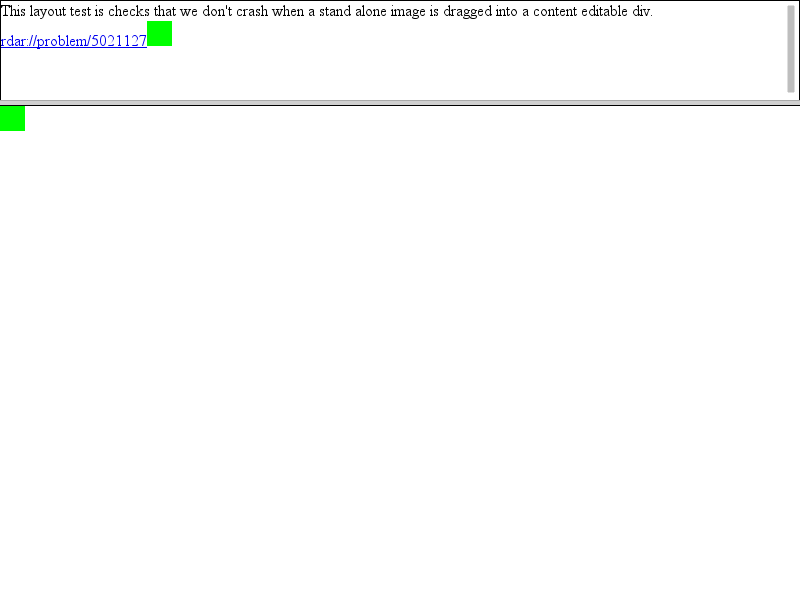 This layout test is checks that we don't crash when a stand alone image is dragged into a content editable div.
rdar://problem/5021127